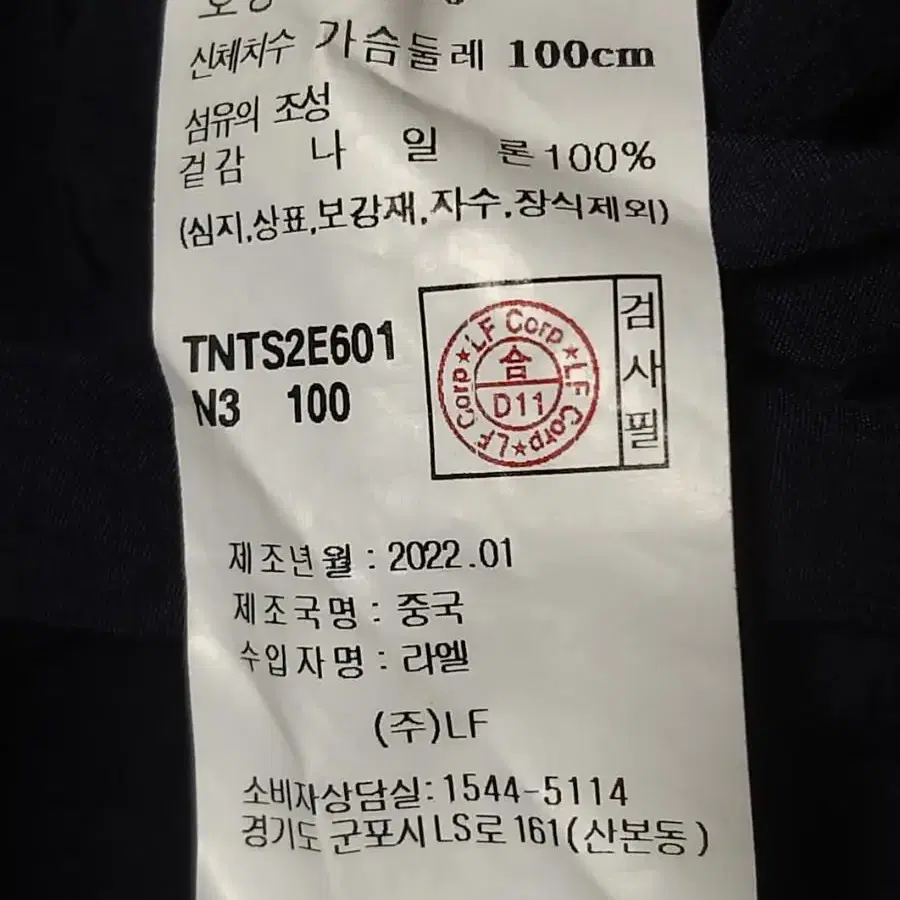 신체치수 가슴둘레 100cm
섬유의 조성
겉감 나 일 론 100%
(심지,상표,보강재,자수,장식제외)
TNTS2E601
N3 100
LF Corp★LF Corp★LF Corp★
합
D11
검사필
제조년월 : 2022.01
제조국명 : 중국
수입자명 : 라엘
(주)LF
소비자상담실: 1544-5114
경기도 군포시 LS로 161(산본동)